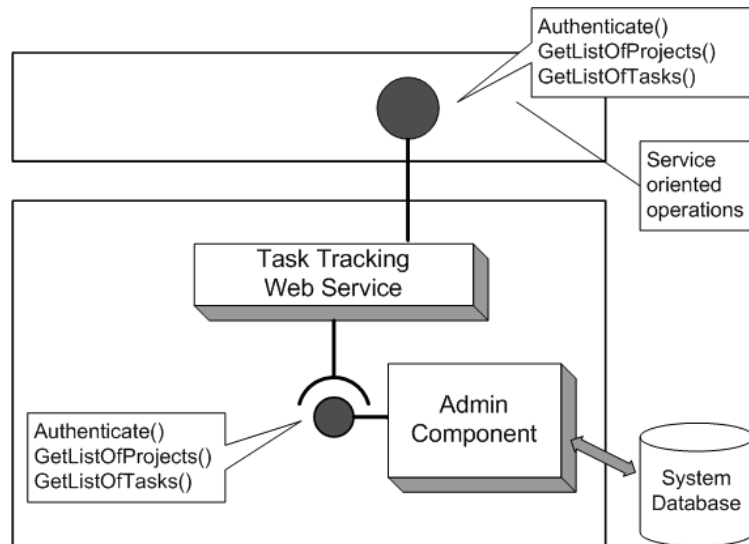 Authenticate()
GetListOfProjects()
GetListOfTasks()
Service
oriented
operations
Task Tracking
Web Service
Admin
Component
Authenticate()
GetListOfProjects()
GetListOfTasks()
System
Database